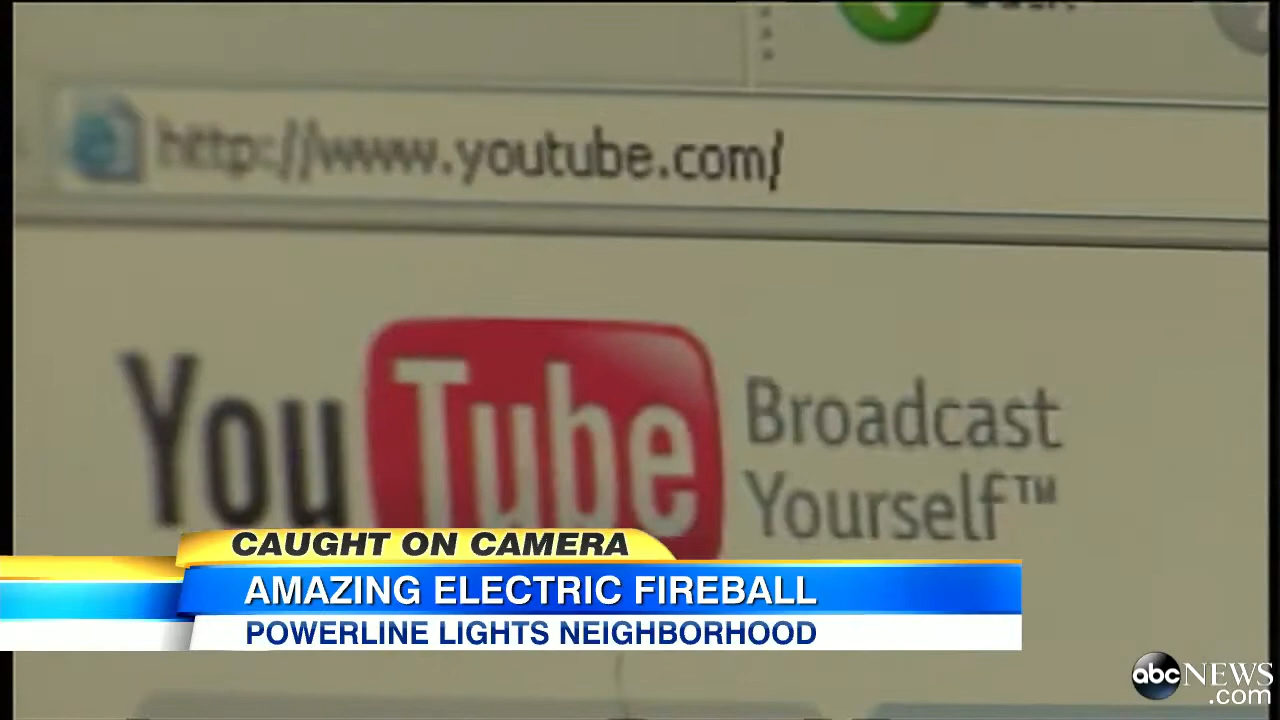 http://www.youtube.com/
YouTube
Broadcast
Yourself™
CAUGHT ON CAMERA
AMAZING ELECTRIC FIREBALL
POWERLINE LIGHTS NEIGHBORHOOD
abc NEWS
.com